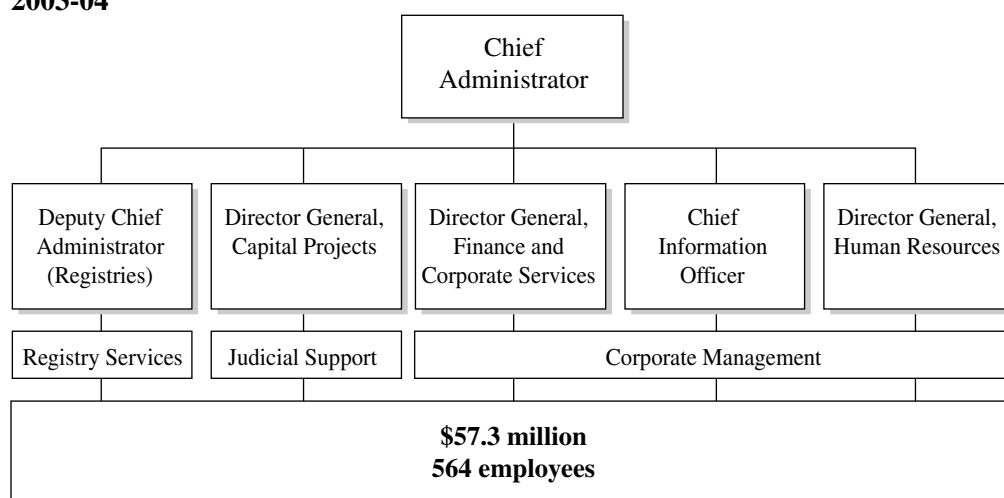 2003-04
Chief
Administrator
Deputy Chief
Administrator
(Registries)
Director General,
Capital Projects
Director General,
Finance and
Corporate Services
Chief
Information
Officer
Director General,
Human Resources
Registry Services
Judicial Support
Corporate Management
$57.3 million
564 employees